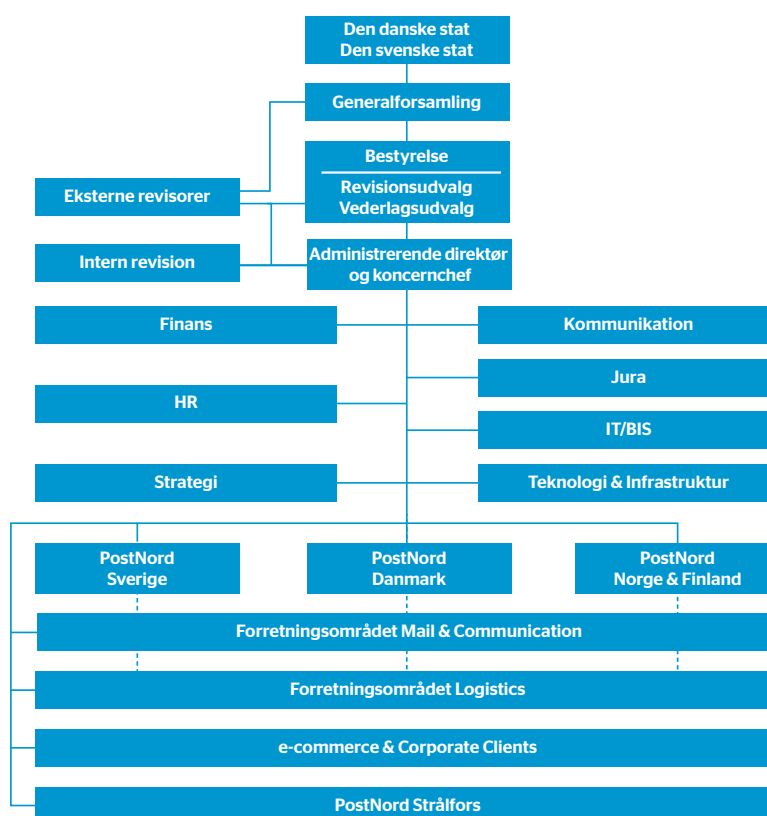 Den danske stat
Den svenske stat
Generalforsamling
Bestyrelse
Revisionsudvalg
Vederlagsudvalg
Eksterne revisorer
Intern revision
Administrerende direktør
og koncernchef
Finans
Kommunikation
Jura
HR
IT/BIS
Strategi
Teknologi & Infrastruktur
PostNord
Sverige
PostNord
Danmark
PostNord
Norge & Finland
Forretningsområdet Mail & Communication
Forretningsområdet Logistics
e-commerce & Corporate Clients
PostNord Strålfors